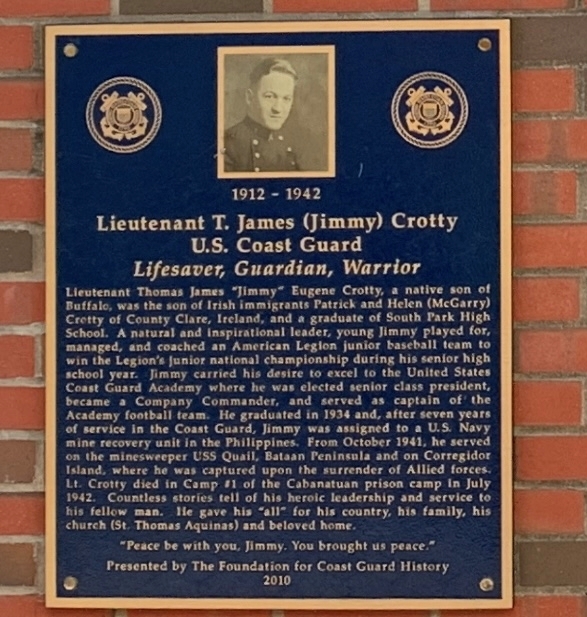 1912 - 1942
Lieutenant T. James (Jimmy) Crotty
U.S. Coast Guard
Lifesaver, Guardian, Warrior
Lieutenant Thomas James "Jimmy" Eugene Crotty, a native son of
Buffalo, was the son of Irish immigrants Patrick and Helen (McGarry)
Crotty of County Clare, Ireland, and a graduate of South Park High
School. A natural and inspirational leader, young Jimmy played for,
managed, and coached an American Legion junior baseball team to
win the Legion's junior national championship during his senior high
school year. Jimmy carried his desire to excel to the United States
Coast Guard Academy where he was elected senior class president,
became a Company Commander, and served as captain of the
Academy football team. He graduated in 1934 and, after seven years
of service in the Coast Guard, Jimmy was assigned to a U.S. Navy
mine recovery unit in the Philippines. From October 1941, he served
on the minesweeper USS Quail, Bataan Peninsula and on Corregidor
Island, where he was captured upon the surrender of Allied forces.
Lt. Crotty died in Camp #1 of the Cabanatuan prison camp in July
1942. Countless stories tell of his heroic leadership and service to
his fellow man. He gave his "all" for his country, his family, his
church (St. Thomas Aquinas) and beloved home.
"Peace be with you, Jimmy. You brought us peace."
Presented by The Foundation for Coast Guard History
2010